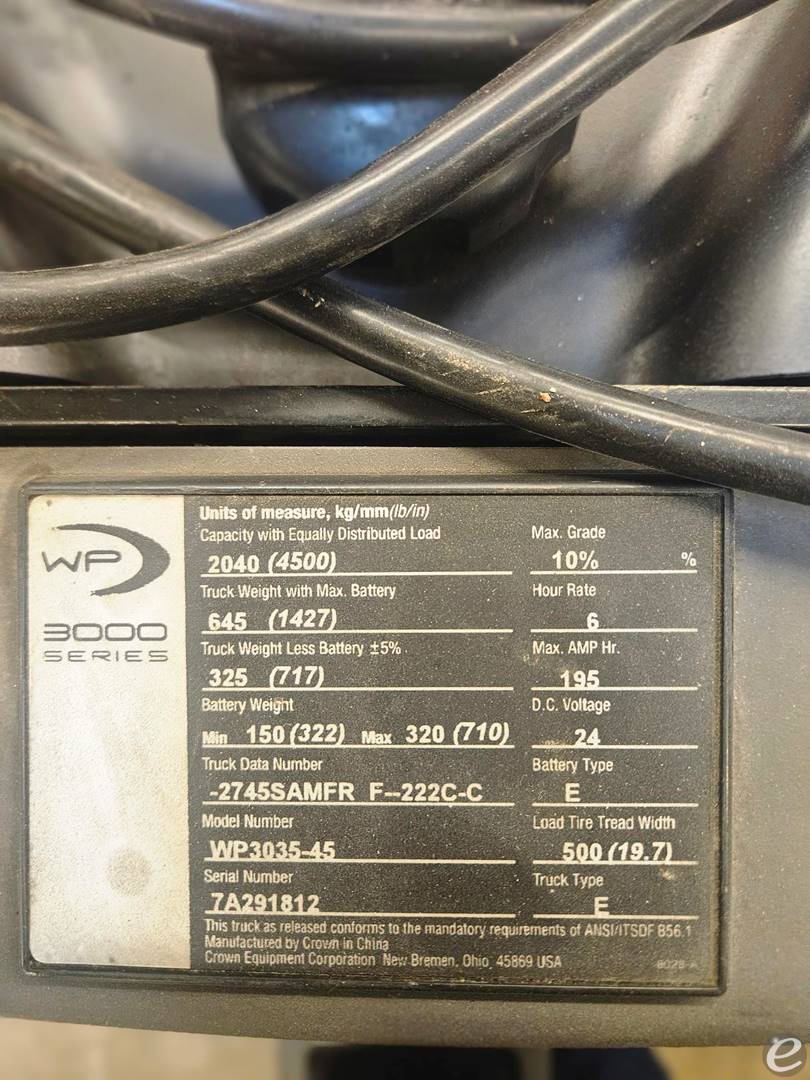 WP
3000
SERIES
Units of measure, kg/mm(lb/in)
Capacity with Equally Distributed Load
2040 (4500)
Truck Weight with Max. Battery
645 (1427)
Truck Weight Less Battery ±5%
325 (717)
Battery Weight
Min 150 (322) Max 320 (710)
Truck Data Number
-2745SAMFR F--222C-C
Model Number
WP3035-45
Serial Number
7A291812
Max. Grade
10% %
Hour Rate
6
Max. AMP Hr.
195
D.C. Voltage
24
Battery Type
E
Load Tire Tread Width
500 (19.7)
Truck Type
E
This truck as released conforms to the mandatory requirements of ANSI/ITSDF B56.1
Manufactured by Crown in China
Crown Equipment Corporation New Bremen, Ohio 45869 USA
e